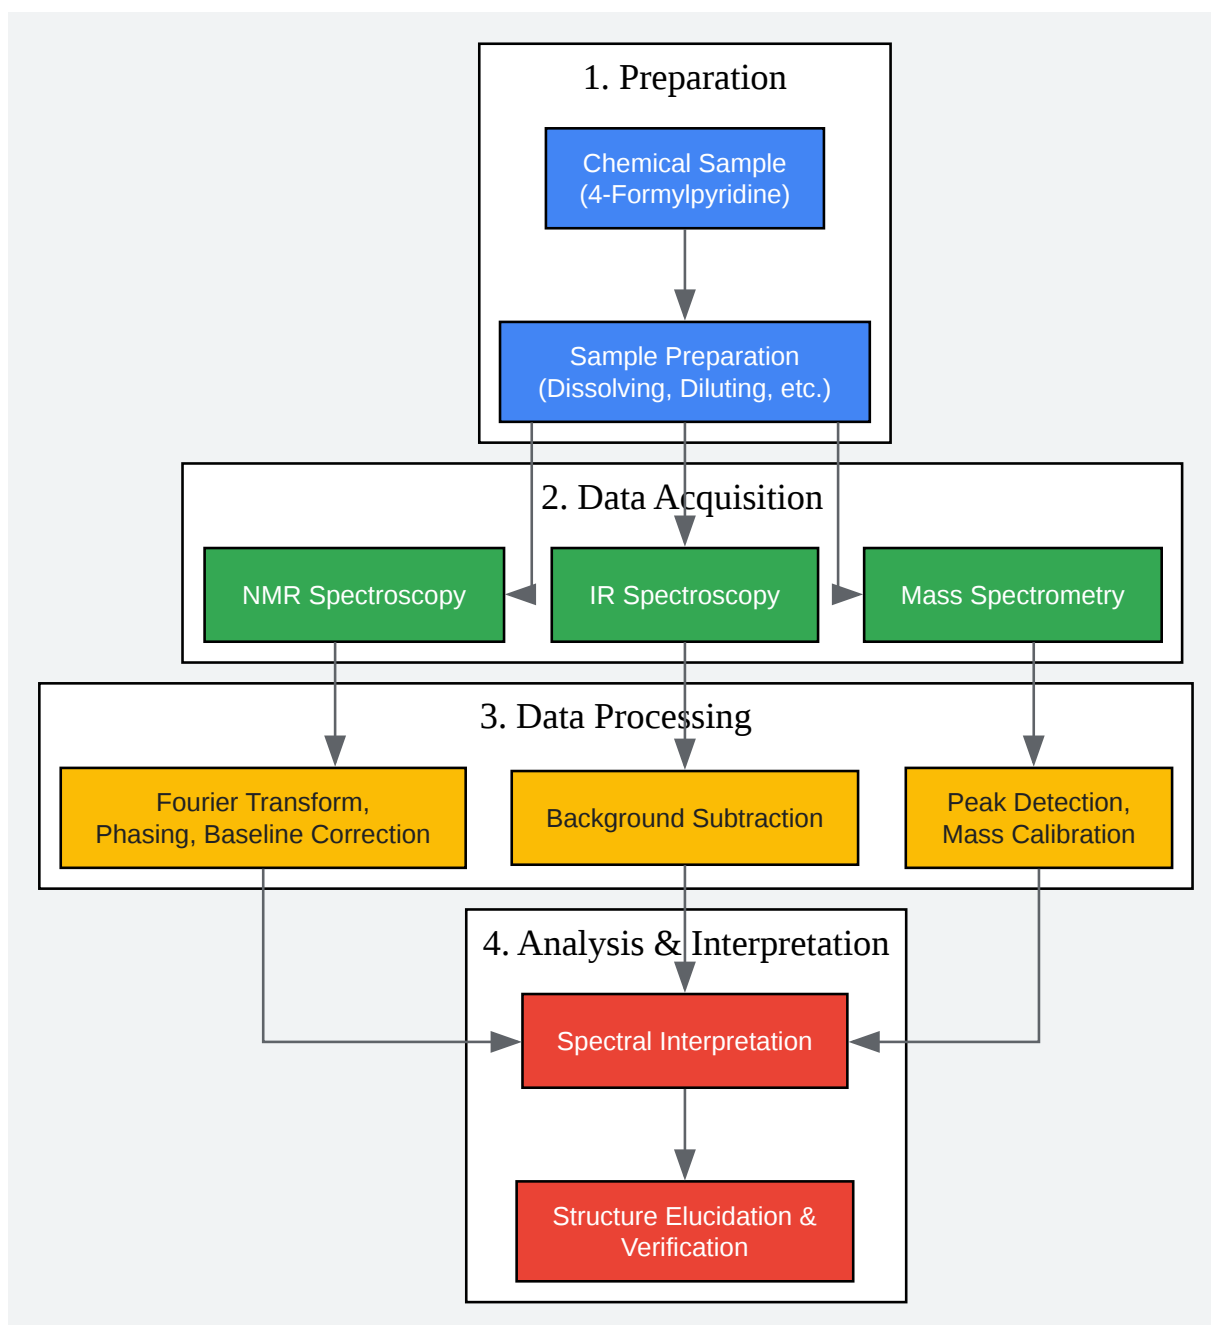 1. Preparation
Chemical Sample
(4-Formylpyridine)
Sample Preparation
(Dissolving, Diluting, etc.)
2. Data Acquisition
NMR Spectroscopy
IR Spectroscopy
Mass Spectrometry
3. Data Processing
Fourier Transform,
Phasing, Baseline Correction
Background Subtraction
Peak Detection,
Mass Calibration
4. Analysis & Interpretation
Spectral Interpretation
Structure Elucidation &
Verification